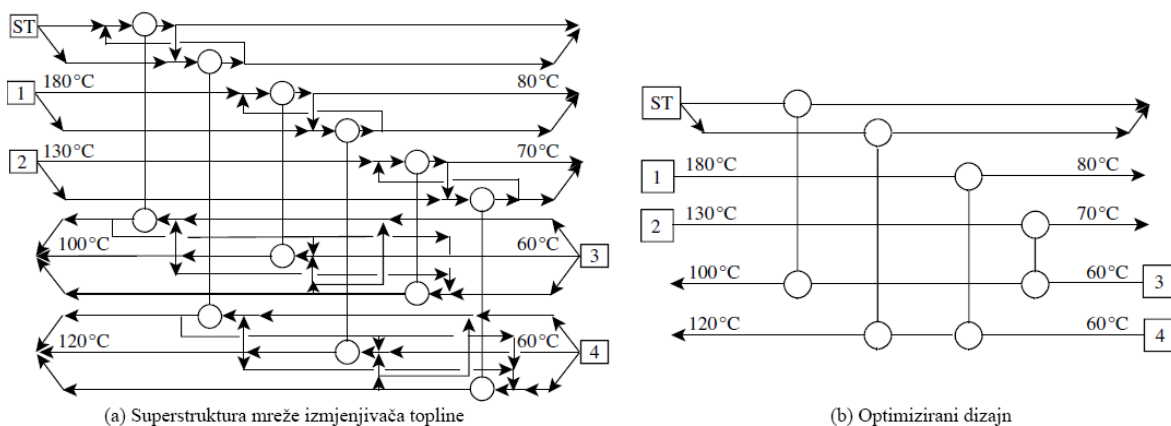 ST
180°C
80°C
1
130°C
70°C
2
100°C
60°C
3
120°C
60°C
4
(a) Superstruktura mreže izmjenjivača topline
ST
180°C
80°C
1
130°C
70°C
2
100°C
60°C
3
120°C
60°C
4
(b) Optimizirani dizajn